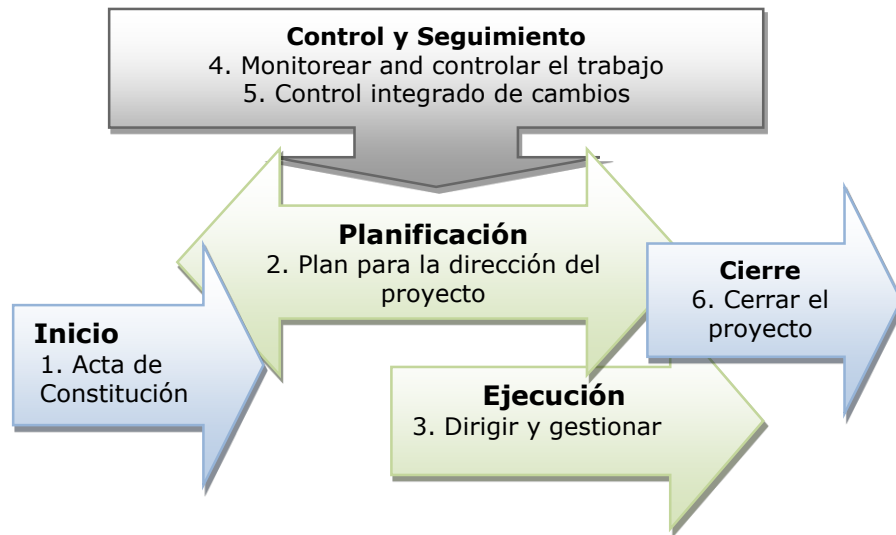 Control y Seguimiento
4. Monitorear and controlar el trabajo
5. Control integrado de cambios
Planificación
2. Plan para la dirección del
proyecto
Inicio
1. Acta de
Constitución
Cierre
6. Cerrar el
proyecto
Ejecución
3. Dirigir y gestionar